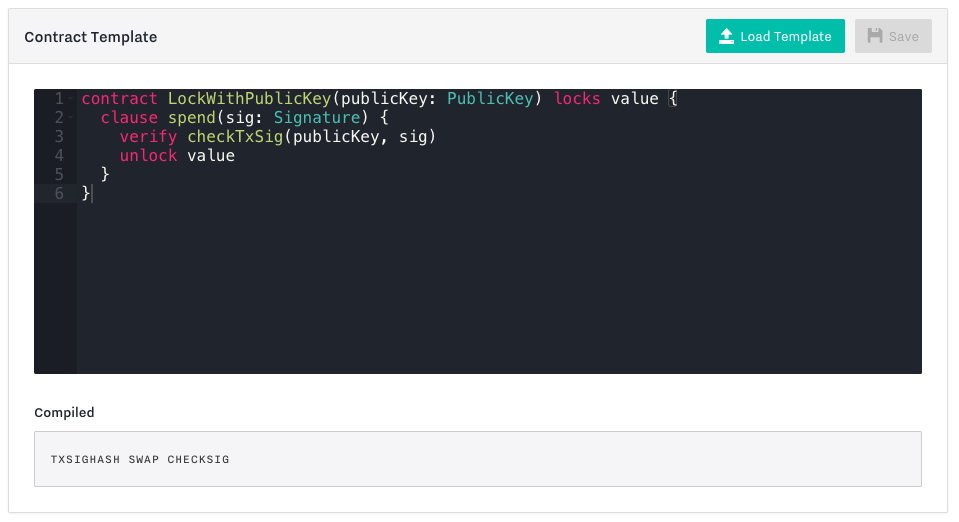 Contract Template
Load Template
Save
1 contract LockWithPublicKey(publicKey: PublicKey) locks value {
2   clause spend(sig: Signature) {
3     verify checkTxSig(publicKey, sig)
4     unlock value
5   }
6 }
Compiled
TXSIGHASH SWAP CHECKSIG